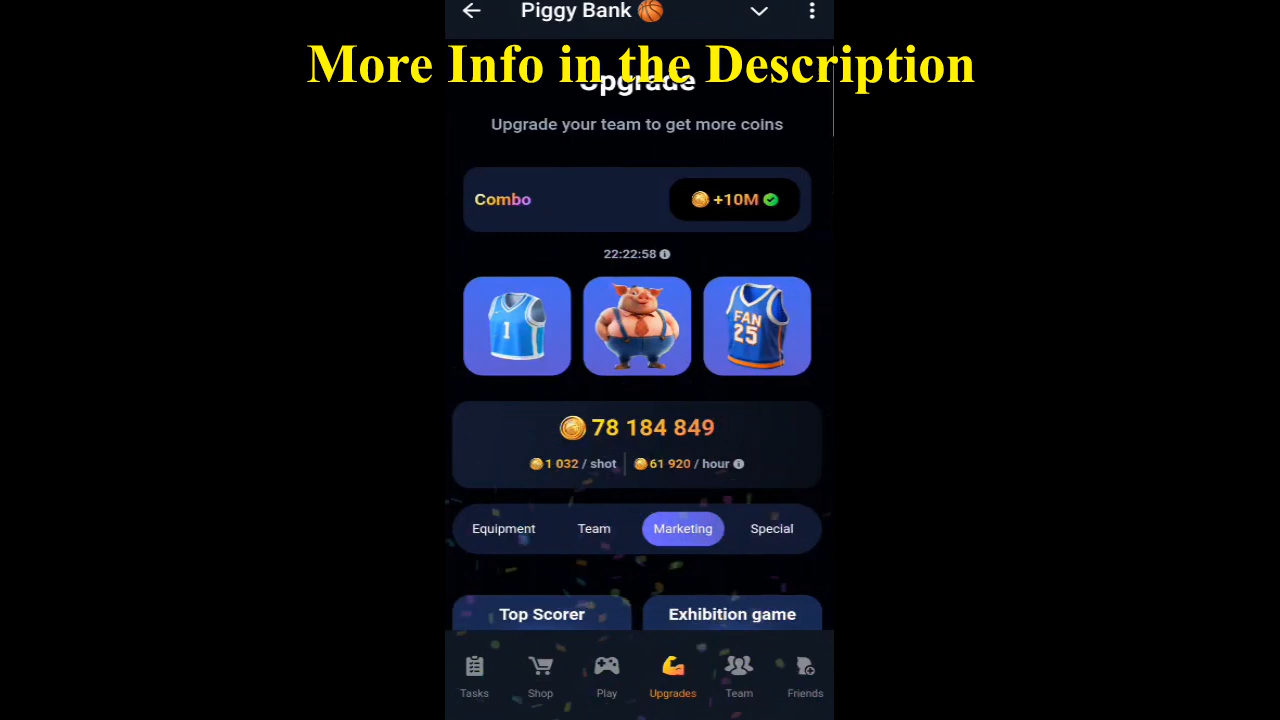 Piggy Bank 🏀
More Info in the Description
Upgrade
Upgrade your team to get more coins
Combo
+10M
22:22:58
1
FAN
25
78 184 849
1 032 / shot
61 920 / hour
Equipment Team Marketing Special
Top Scorer
Exhibition game
Tasks Shop Play Upgrades Team Friends